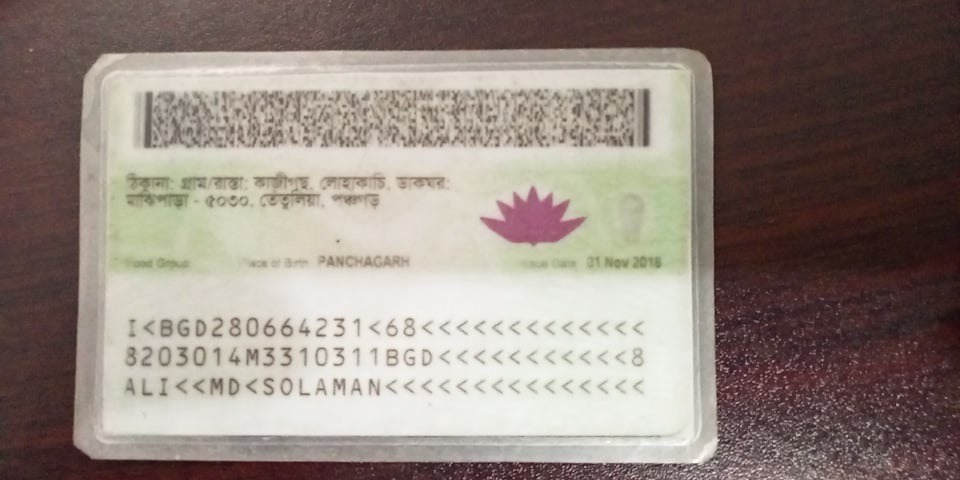 ঠিকানা: গ্রাম/রাস্তা: কাজীগছ, লোহাকাচি, ডাকঘর:
মাঝিপাড়া - ৫০৩০, তেতুলিয়া, পঞ্চগড়
Blood Group Place of Birth PANCHAGARH Issue Date 01 Nov 2016
I<BGD280664231<68<<<<<<<<<<<<<
8203014M3310311BGD<<<<<<<<<<<8
ALI<<MD<SOLAMAN<<<<<<<<<<<<<<<